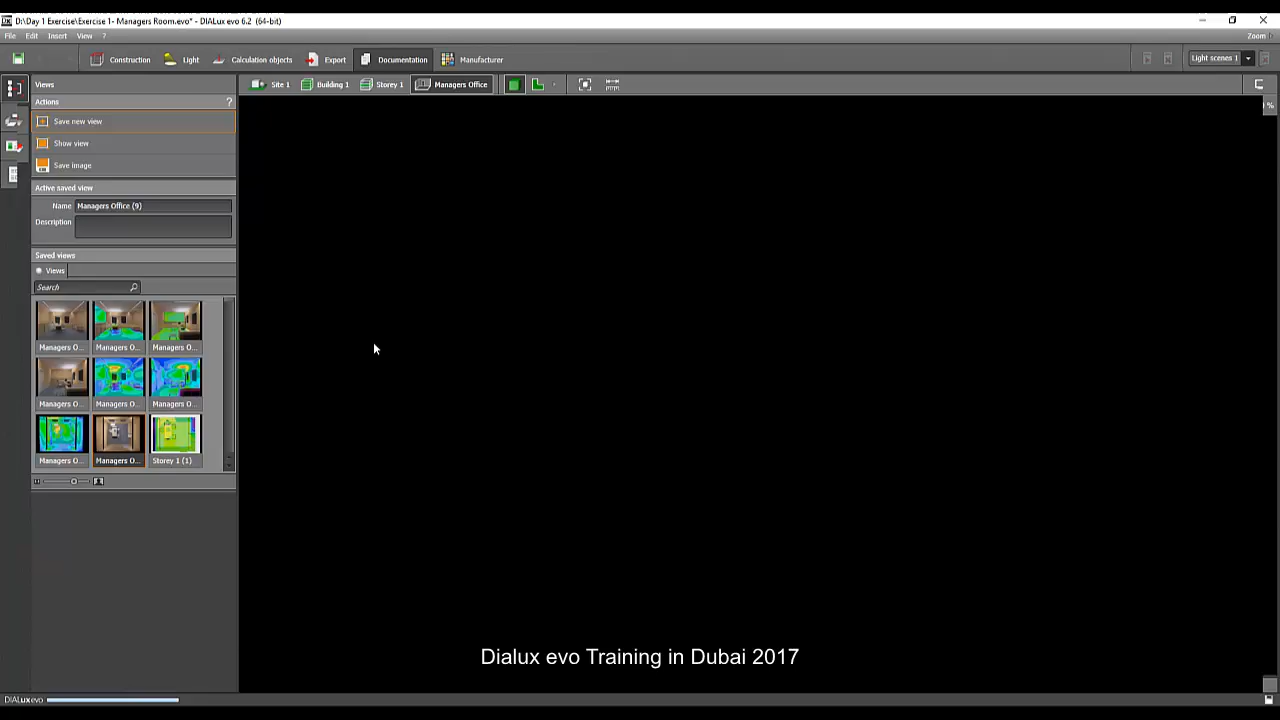 D:\Day 1 Exercise\Exercise 1- Managers Room.evo* - DIALux evo 6.2 (64-bit)
File Edit Insert View ? Zoom
Construction Light Calculation objects Export Documentation Manufacturer Light scenes 1
Views Site 1 Building 1 Storey 1 Managers Office
Actions ? %
Save new view
Show view
Save image
Active saved view
Name Managers Office (9)
Description
Saved views
Views
Search
Managers O... Managers O... Managers O...
Managers O... Managers O... Managers O...
Managers O... Managers O... Storey 1 (1)
Dialux evo Training in Dubai 2017
DIALux evo